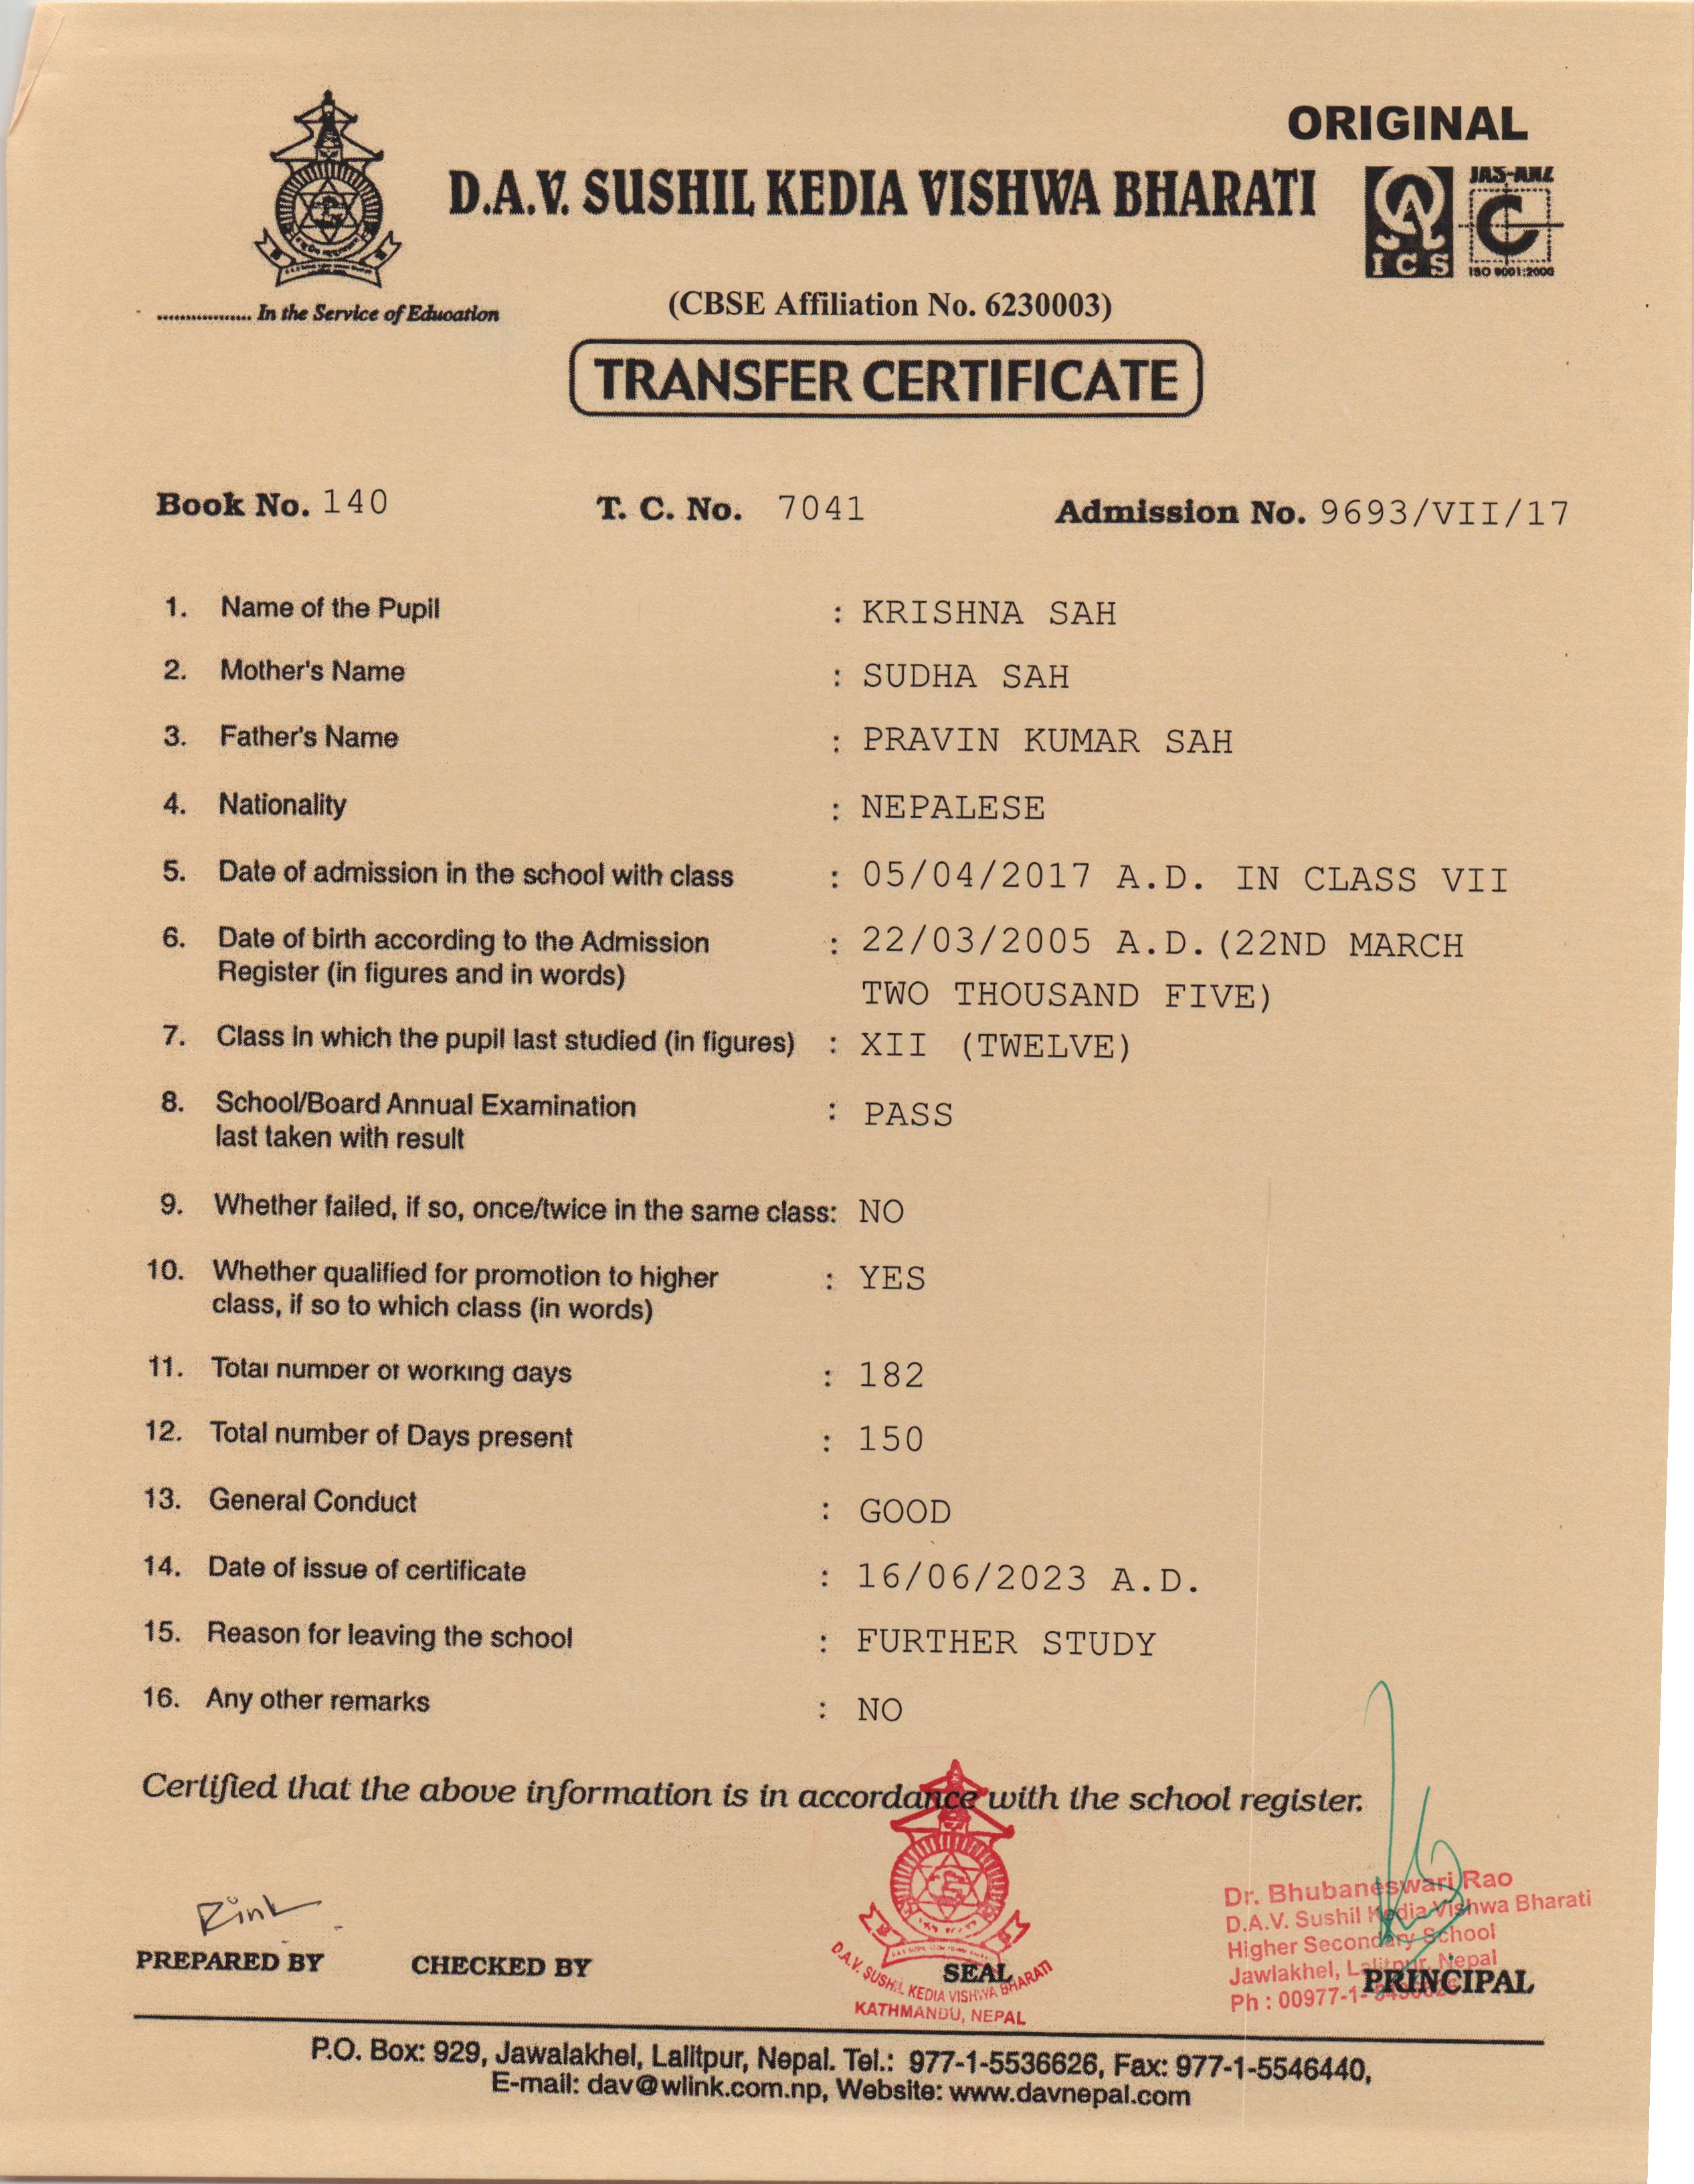 ORIGINAL
D.A.V. SUSHIL KEDIA VISHWA BHARATI
ICS
JAS-ANZ
ISO 9001:2000
.................. In the Service of Education
(CBSE Affiliation No. 6230003)
TRANSFER CERTIFICATE
Book No. 140 T. C. No. 7041 Admission No. 9693/VII/17
1. Name of the Pupil : KRISHNA SAH
2. Mother's Name : SUDHA SAH
3. Father's Name : PRAVIN KUMAR SAH
4. Nationality : NEPALESE
5. Date of admission in the school with class : 05/04/2017 A.D. IN CLASS VII
6. Date of birth according to the Admission : 22/03/2005 A.D.(22ND MARCH
Register (in figures and in words) TWO THOUSAND FIVE)
7. Class in which the pupil last studied (in figures) : XII (TWELVE)
8. School/Board Annual Examination : PASS
last taken with result
9. Whether failed, if so, once/twice in the same class: NO
10. Whether qualified for promotion to higher : YES
class, if so to which class (in words)
11. Total number of working days : 182
12. Total number of Days present : 150
13. General Conduct : GOOD
14. Date of issue of certificate : 16/06/2023 A.D.
15. Reason for leaving the school : FURTHER STUDY
16. Any other remarks : NO
Certified that the above information is in accordance with the school register.
Rink
PREPARED BY CHECKED BY SEAL PRINCIPAL
D.A.V. SUSHIL KEDIA VISHWA BHARATI
KATHMANDU, NEPAL
Dr. Bhubaneswari Rao
D.A.V. Sushil Kedia Vishwa Bharati
Higher Secondary School
Jawlakhel, Lalitpur, Nepal
Ph : 00977-1-
P.O. Box: 929, Jawalakhel, Lalitpur, Nepal. Tel.: 977-1-5536626, Fax: 977-1-5546440,
E-mail: dav@wlink.com.np, Website: www.davnepal.com